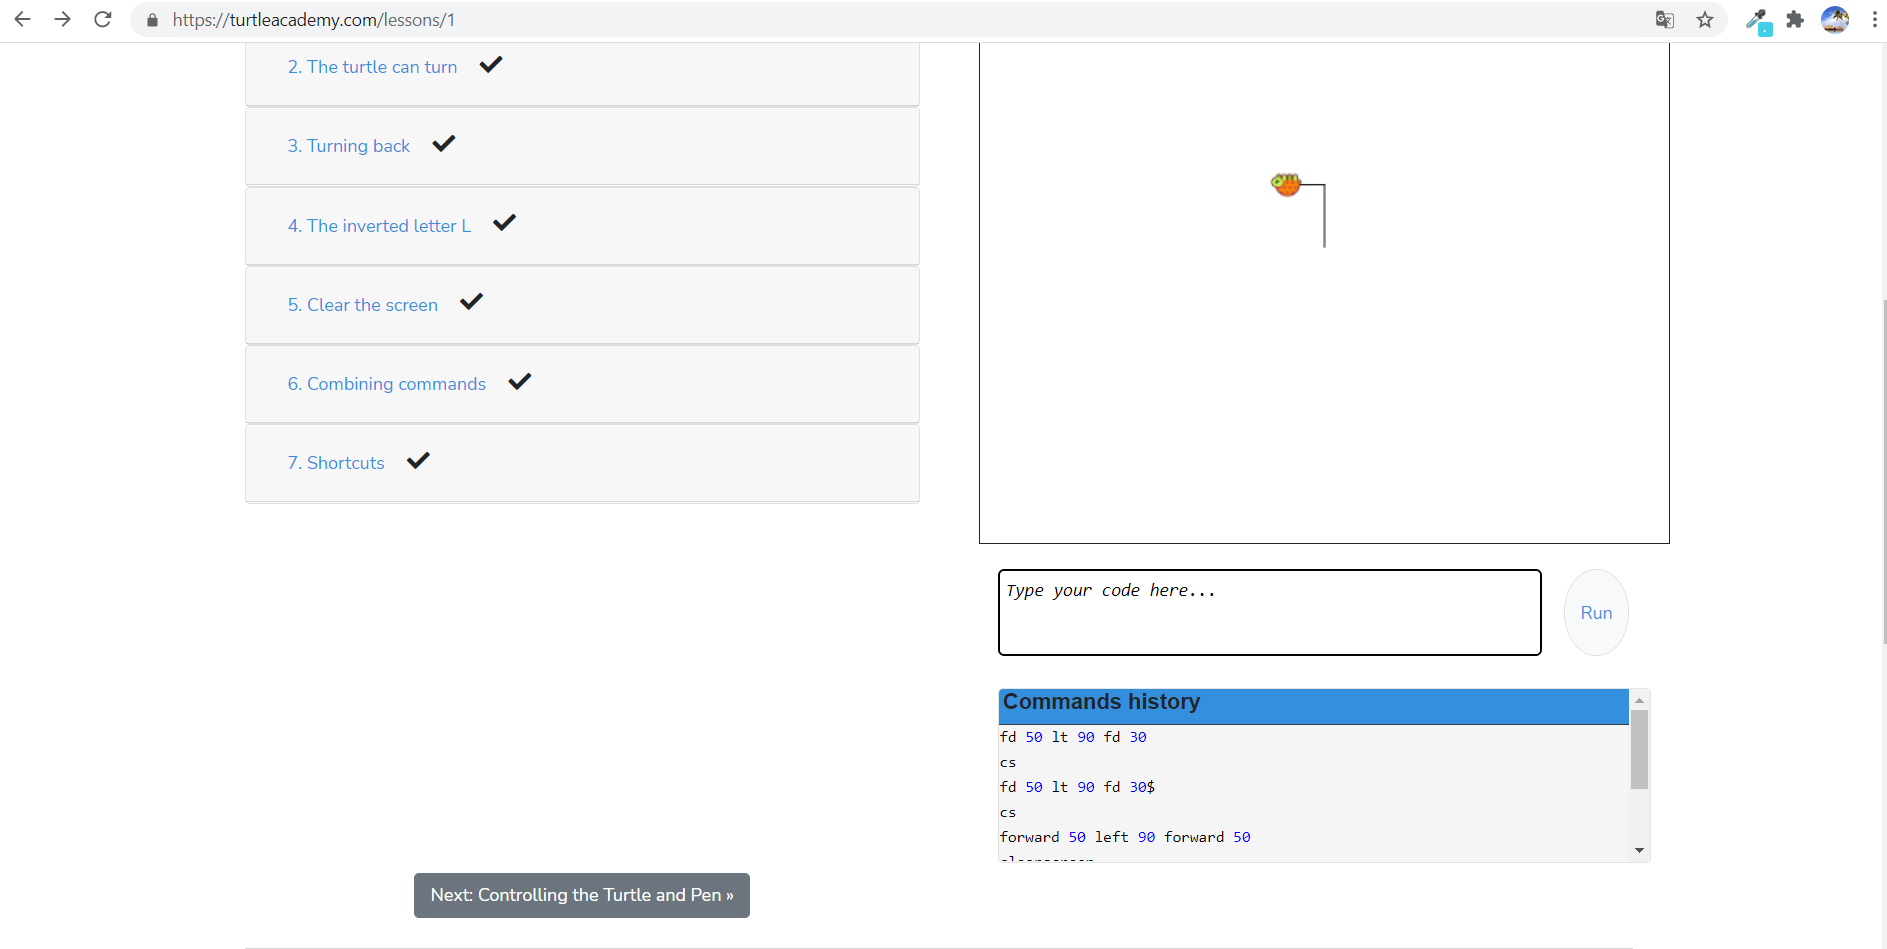 https://turtleacademy.com/lessons/1
2. The turtle can turn
3. Turning back
4. The inverted letter L
5. Clear the screen
6. Combining commands
7. Shortcuts
Type your code here...
Run
Commands history
fd 50 lt 90 fd 30
cs
fd 50 lt 90 fd 30$
cs
forward 50 left 90 forward 50
Next: Controlling the Turtle and Pen »